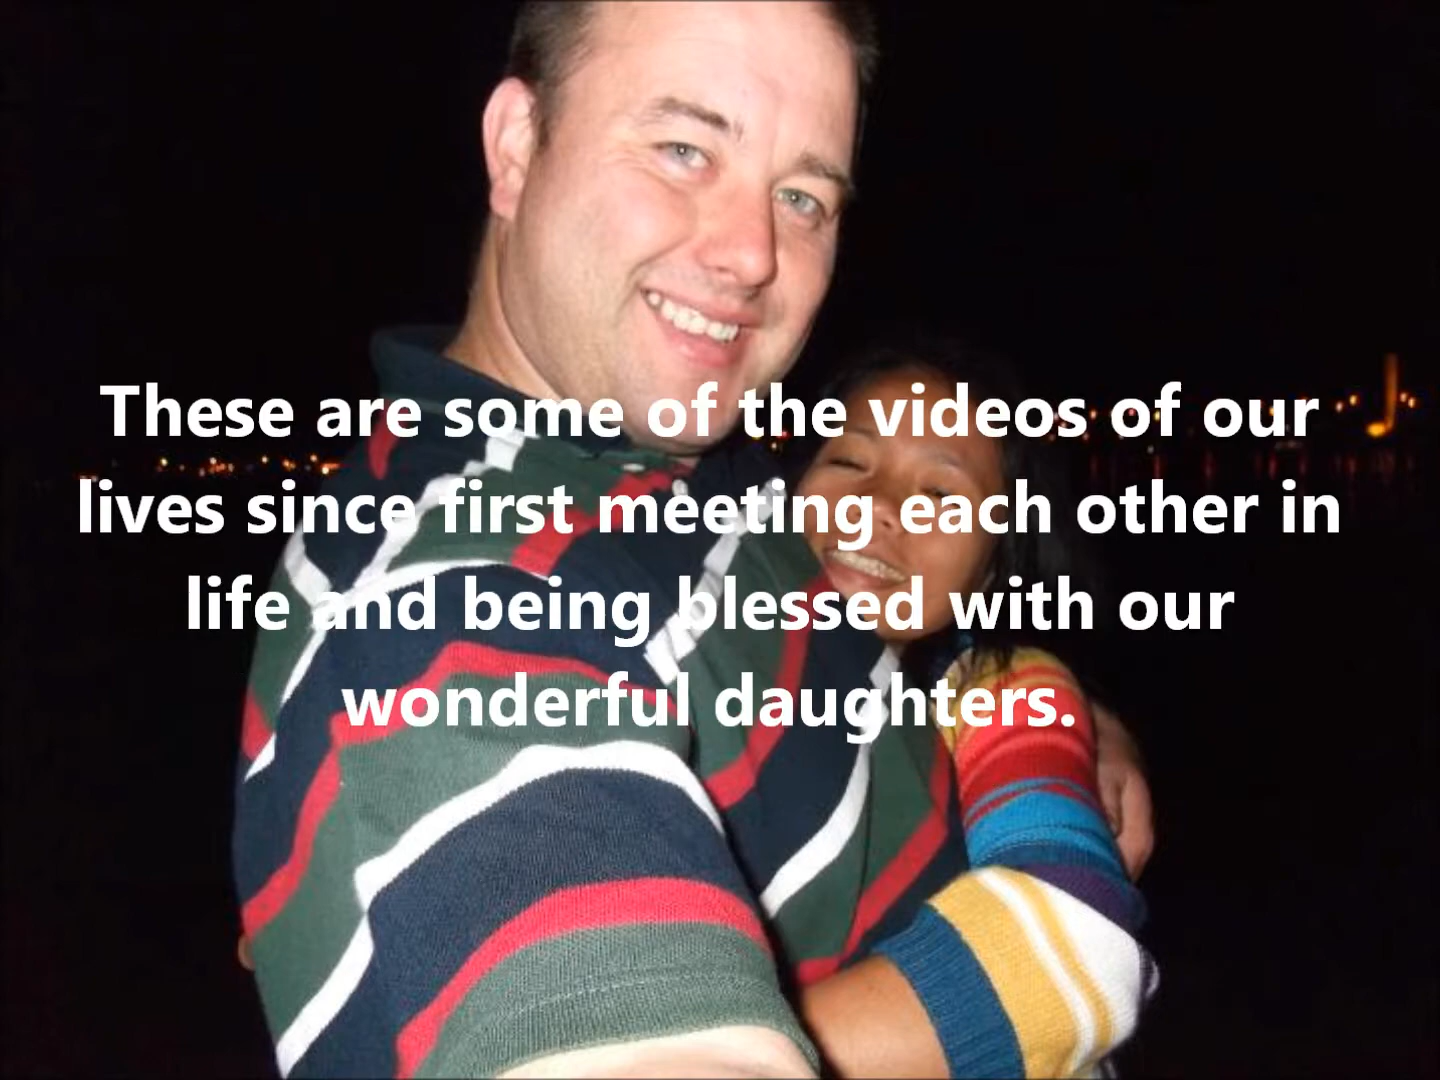 These are some of the videos of our
lives since first meeting each other in
life and being blessed with our
wonderful daughters.